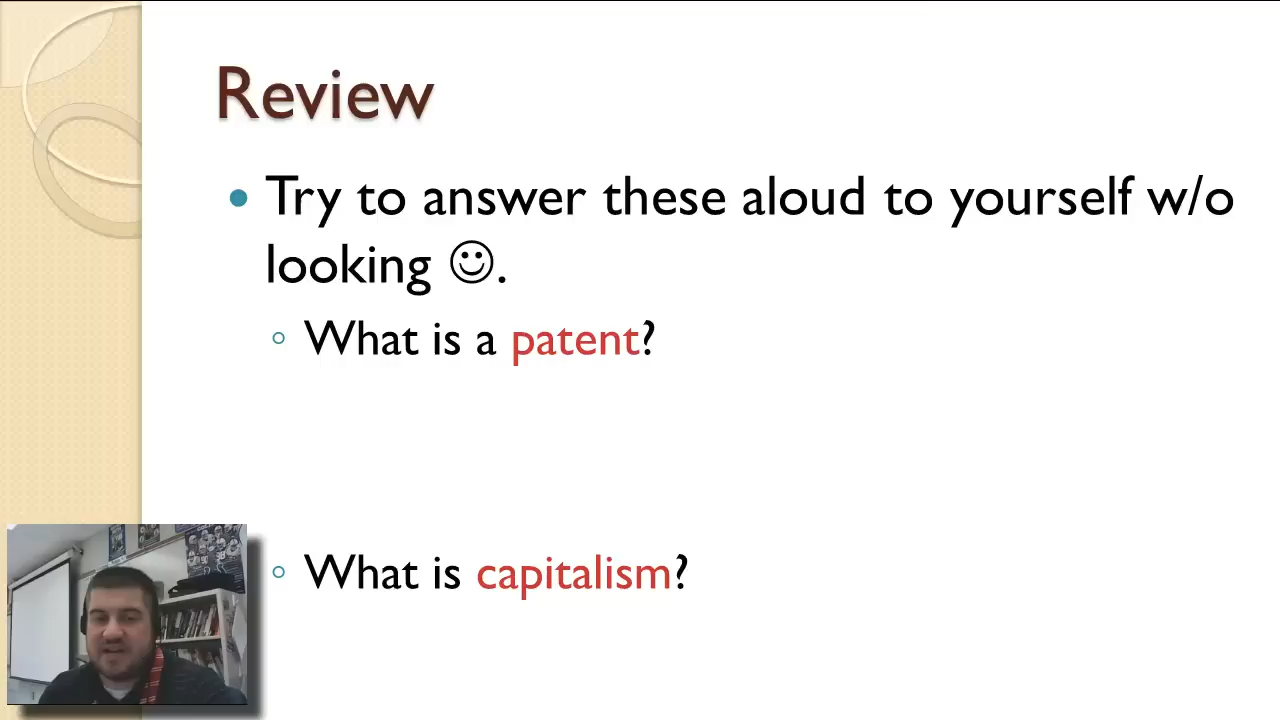 Review
• Try to answer these aloud to yourself w/o
looking ☺.
◦ What is a patent?
◦ What is capitalism?